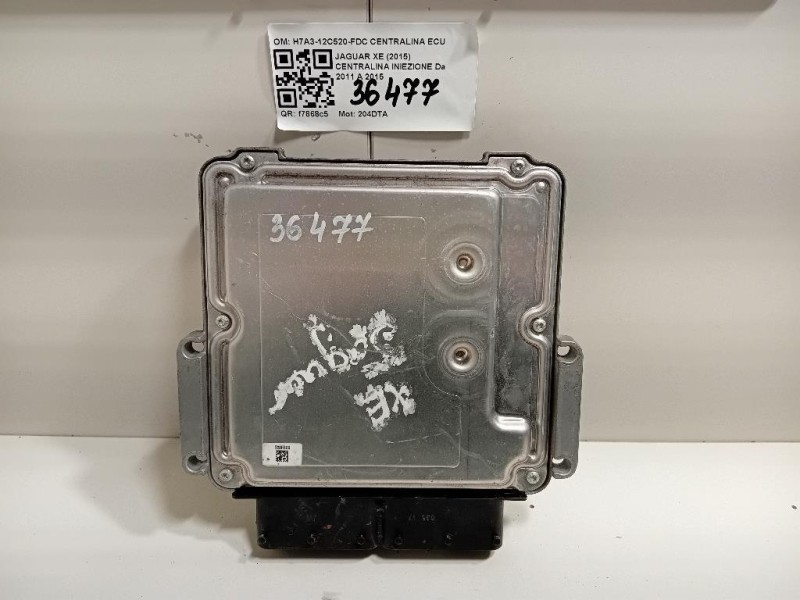 OM: H7A3-12C520-FDC CENTRALINA ECU
JAGUAR XE (2015)
CENTRALINA INIEZIONE Da
2011 A 2015
36477
QR: f7868c5 Mot: 204DTA
36477
Jaguar
XE